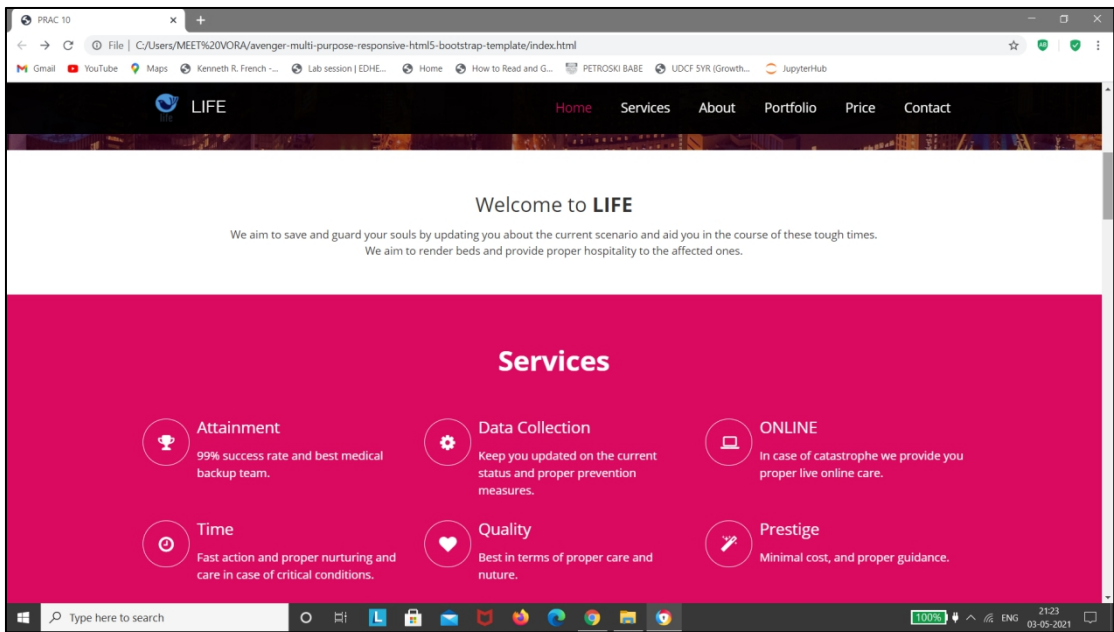 PRAC 10
File | C:/Users/MEET%20VORA/avenger-multi-purpose-responsive-html5-bootstrap-template/index.html
AB
Gmail YouTube Maps Kenneth R. French -... Lab session | EDHE... Home How to Read and G... PETROSKI BABE UDCF SYR (Growth... JupyterHub
life
LIFE Home Services About Portfolio Price Contact
Welcome to LIFE
We aim to save and guard your souls by updating you about the current scenario and aid you in the course of these tough times.
We aim to render beds and provide proper hospitality to the affected ones.
Services
Attainment
99% success rate and best medical
backup team.
Data Collection
Keep you updated on the current
status and proper prevention
measures.
ONLINE
In case of catastrophe we provide you
proper live online care.
Time
Fast action and proper nurturing and
care in case of critical conditions.
Quality
Best in terms of proper care and
nuture.
Prestige
Minimal cost, and proper guidance.
Type here to search
L
100%
ENG
21:23
03-05-2021